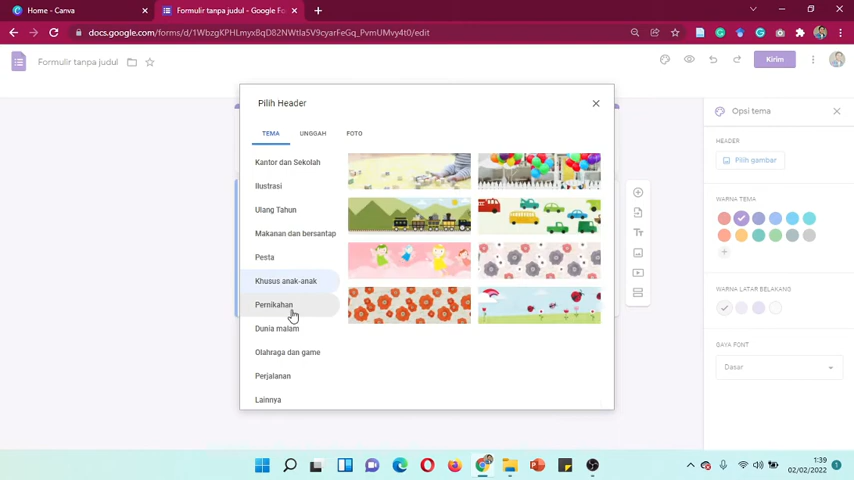 Home - Canva
Formulir tanpa judul - Google Fo
docs.google.com/forms/d/1WbzgKPHLmyxBqD82NWtIa5V9cyarFeGq_PvmUMvy4t0/edit
Formulir tanpa judul
Kirim
Pilih Header
TEMA UNGGAH FOTO
Kantor dan Sekolah
Ilustrasi
Ulang Tahun
Makanan dan bersantap
Pesta
Khusus anak-anak
Pernikahan
Dunia malam
Olahraga dan game
Perjalanan
Lainnya
Opsi tema
HEADER
Pilih gambar
WARNA TEMA
WARNA LATAR BELAKANG
GAYA FONT
Dasar
1:39
02/02/2022